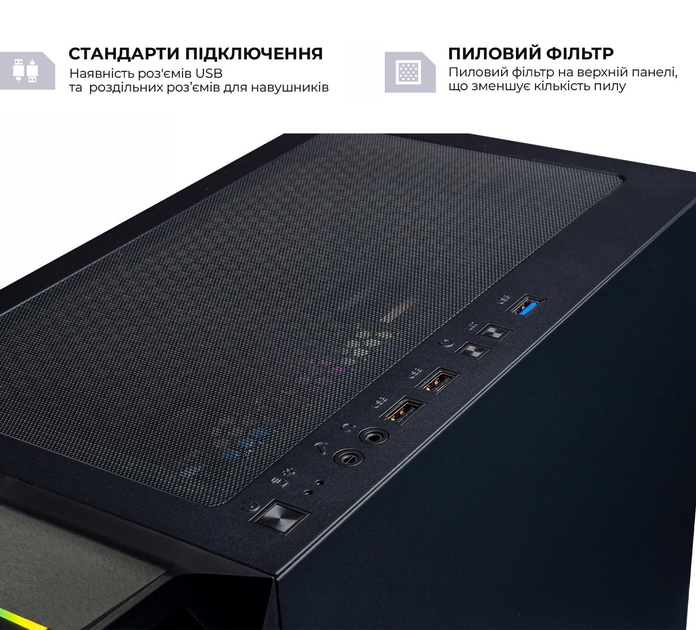 СТАНДАРТИ ПІДКЛЮЧЕННЯ
Наявність роз'ємів USB
та роздільних роз’ємів для навушників
ПИЛОВИЙ ФІЛЬТР
Пиловий фільтр на верхній панелі,
що зменшує кількість пилу